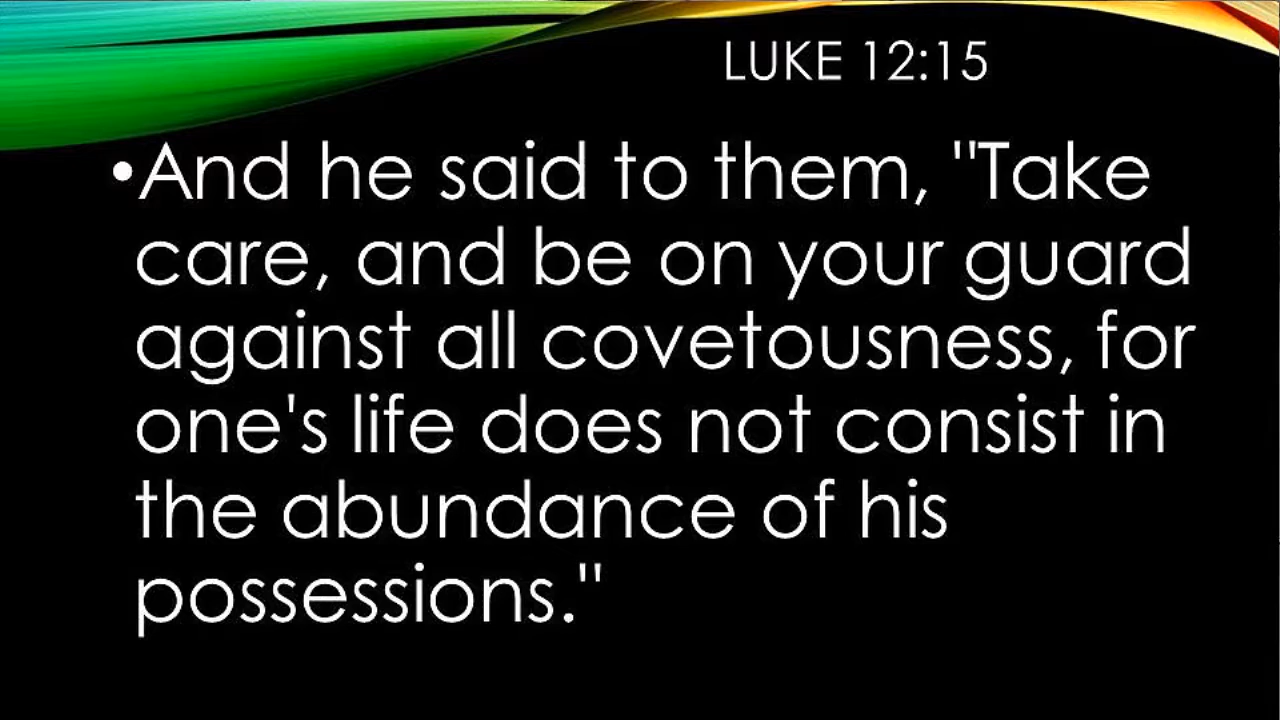 LUKE 12:15
•And he said to them, "Take
care, and be on your guard
against all covetousness, for
one's life does not consist in
the abundance of his
possessions."